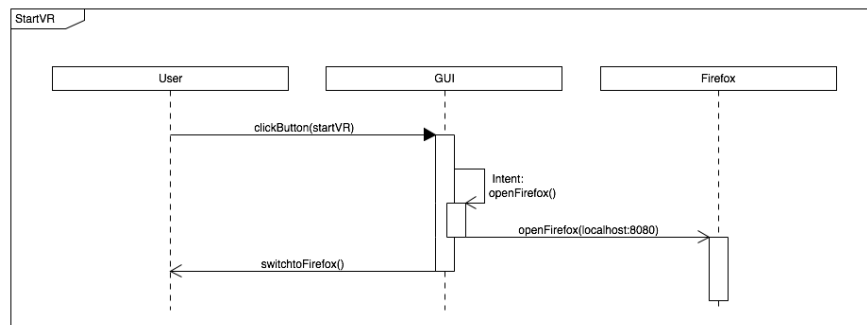 StartVR
User
GUI
Firefox
clickButton(startVR)
Intent:
openFirefox()
openFirefox(localhost:8080)
switchtoFirefox()